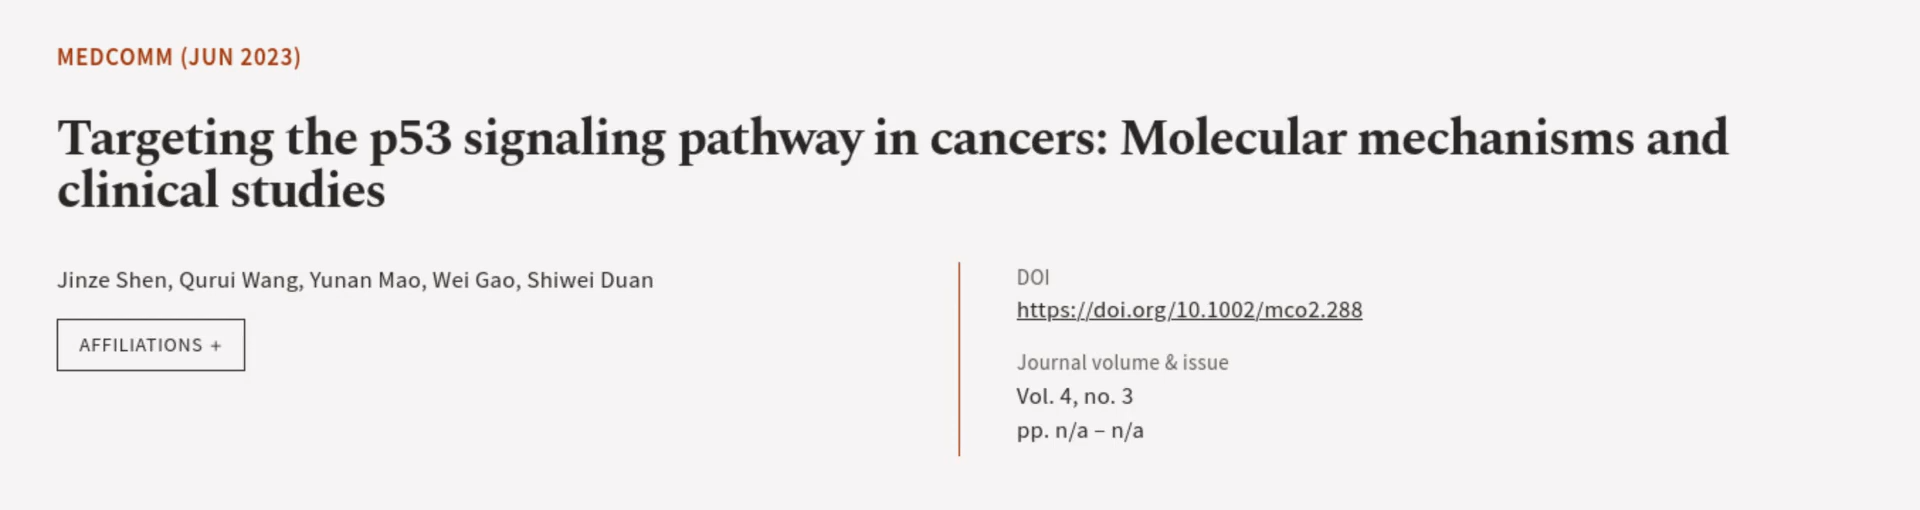 MEDCOMM (JUN 2023)
Targeting the p53 signaling pathway in cancers: Molecular mechanisms and
clinical studies
Jinze Shen, Qurui Wang, Yunan Mao, Wei Gao, Shiwei Duan
AFFILIATIONS +
DOI
https://doi.org/10.1002/mco2.288
Journal volume & issue
Vol. 4, no. 3
pp. n/a – n/a